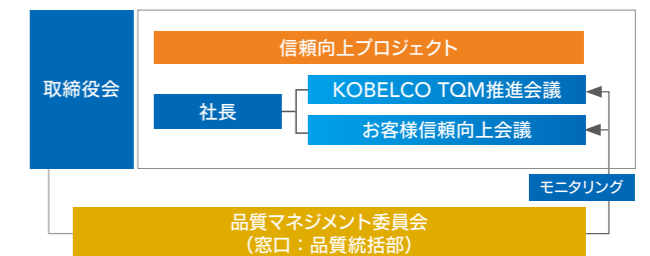 信頼向上プロジェクト
取締役会
KOBELCO TQM推進会議
社長
お客様信頼向上会議
モニタリング
品質マネジメント委員会
（窓口：品質統括部）